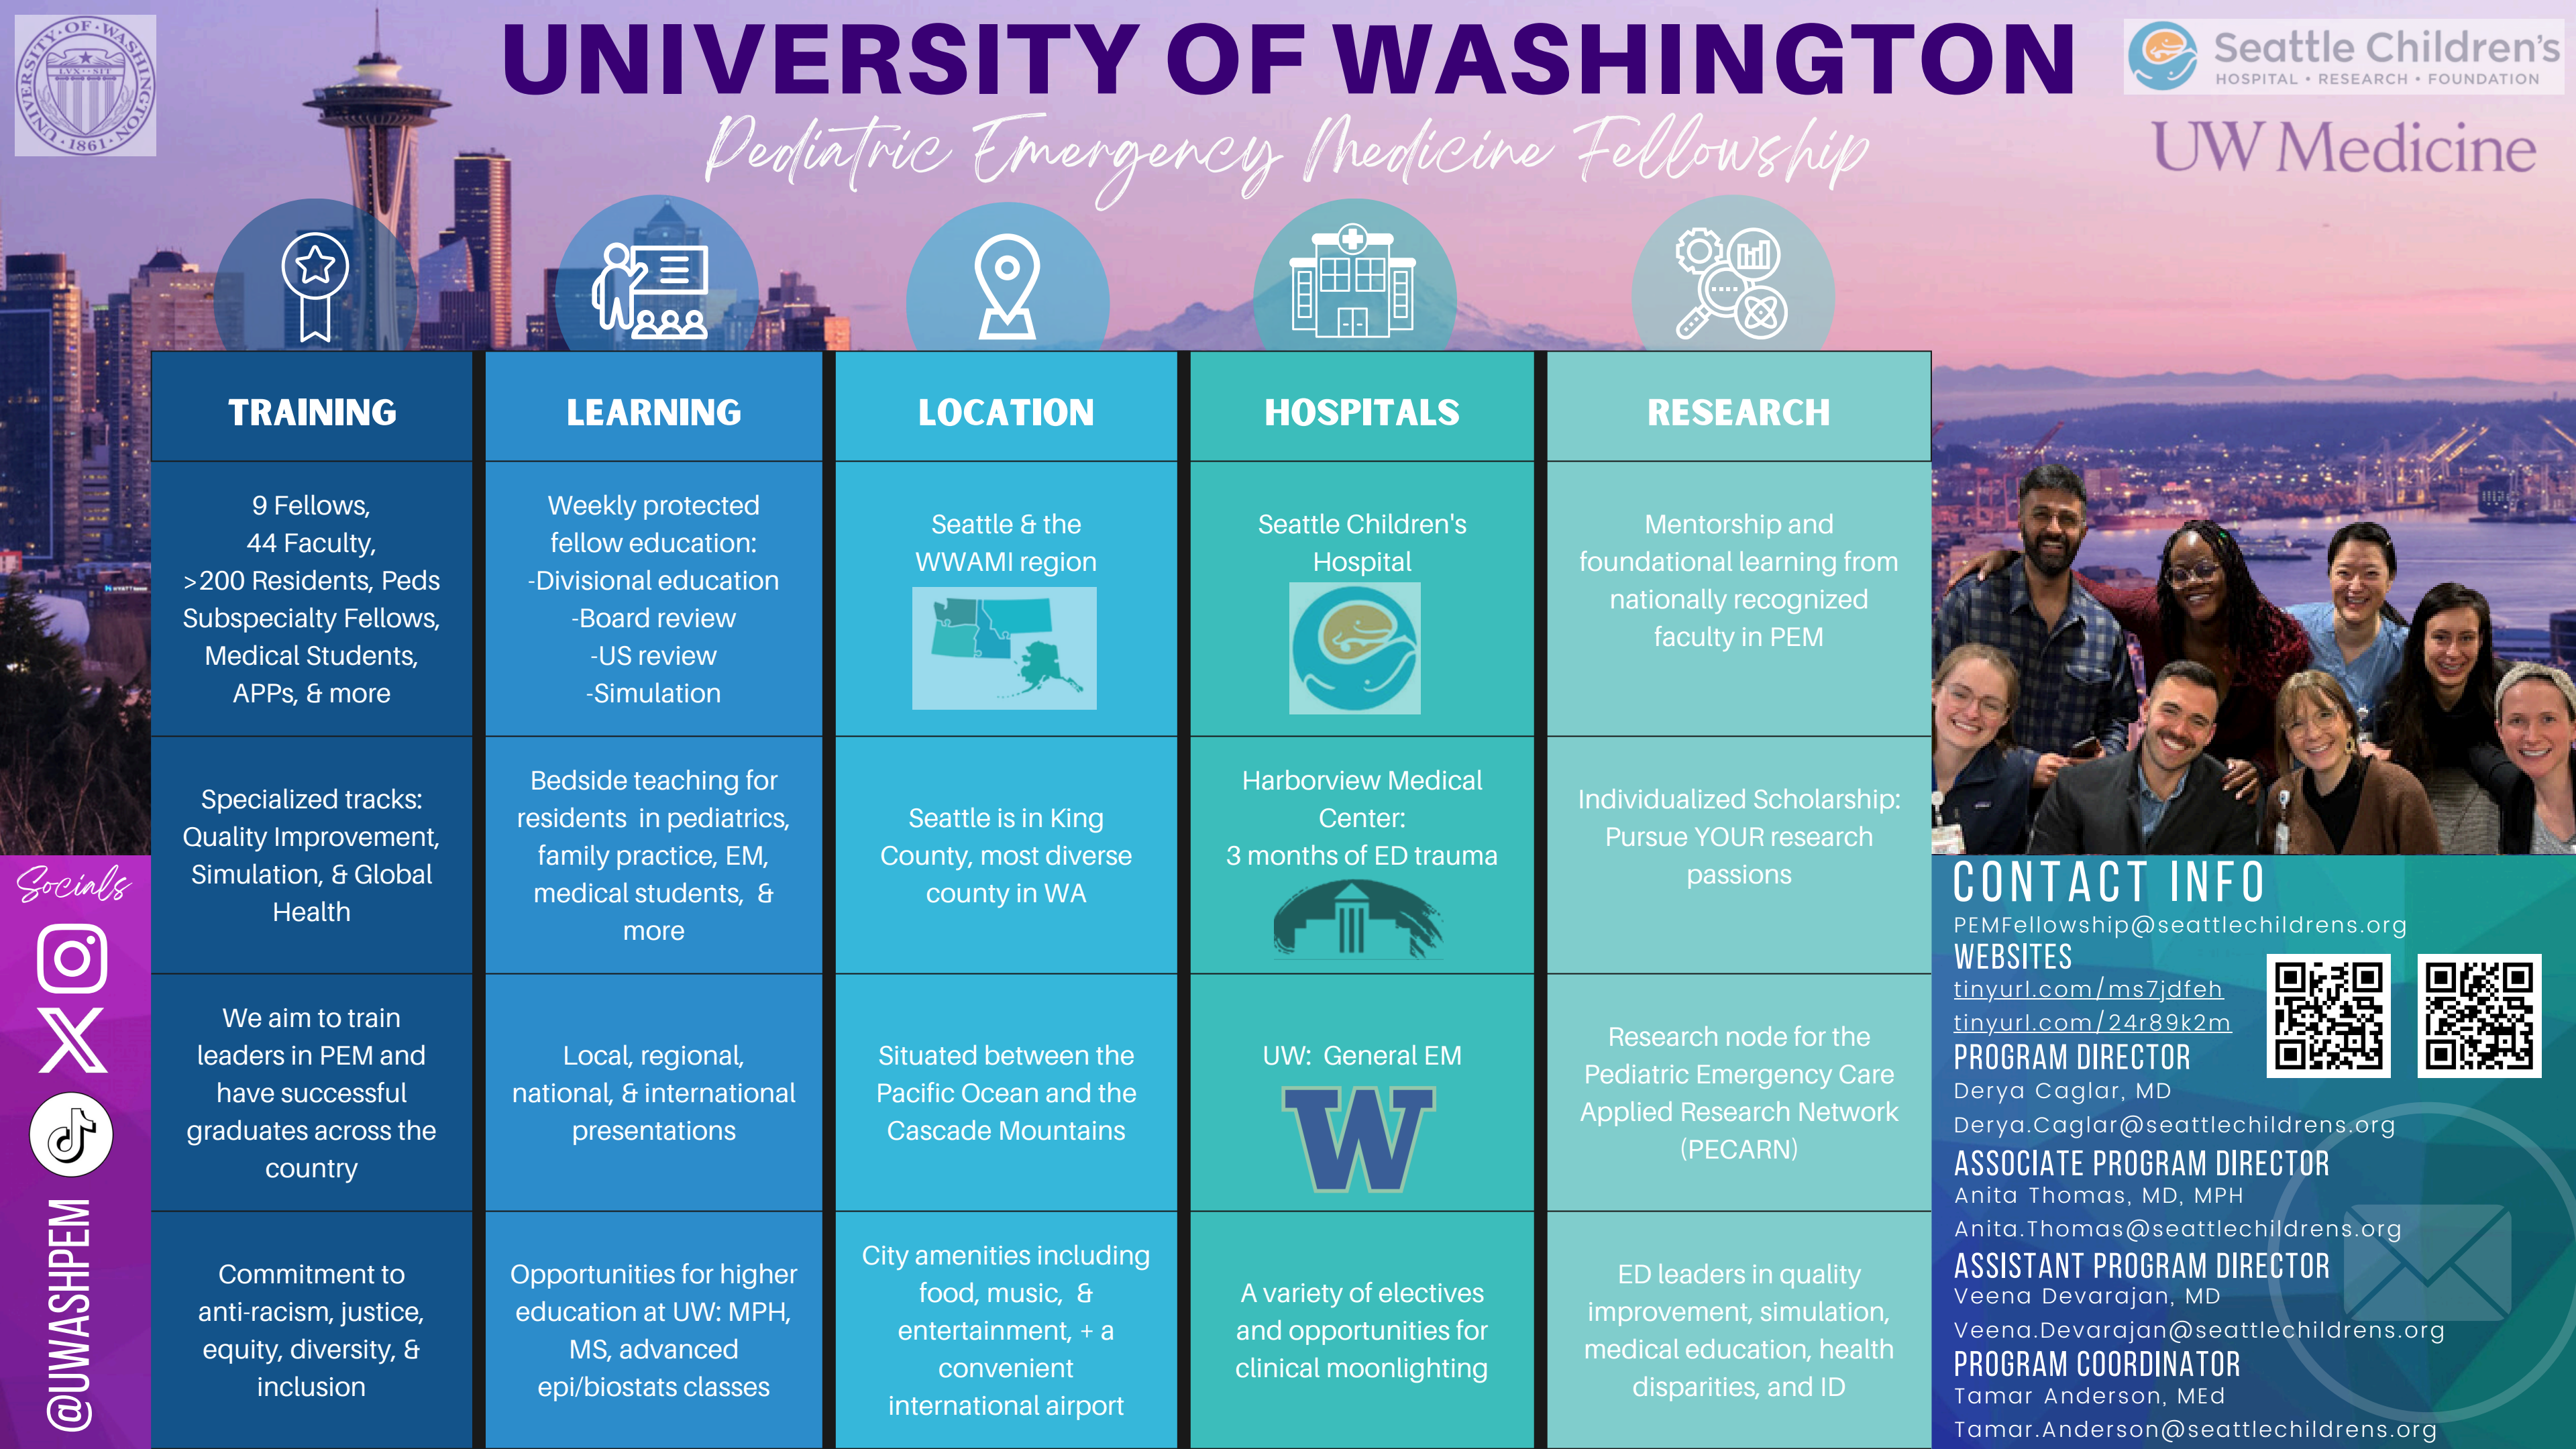 UNIVERSITY OF WASHINGTON
Pediatric Emergency Medicine Fellowship
UNIVERSITY·OF·WASHINGTON
LVX SIT
·1861·
Seattle Children's
HOSPITAL • RESEARCH • FOUNDATION
UW Medicine
TRAINING
9 Fellows,
44 Faculty,
>200 Residents, Peds
Subspecialty Fellows,
Medical Students,
APPs, & more
Specialized tracks:
Quality Improvement,
Simulation, & Global
Health
We aim to train
leaders in PEM and
have successful
graduates across the
country
Commitment to
anti-racism, justice,
equity, diversity, &
inclusion
LEARNING
Weekly protected
fellow education:
-Divisional education
-Board review
-US review
-Simulation
Bedside teaching for
residents in pediatrics,
family practice, EM,
medical students, &
more
Local, regional,
national, & international
presentations
Opportunities for higher
education at UW: MPH,
MS, advanced
epi/biostats classes
LOCATION
Seattle & the
WWAMI region
Seattle is in King
County, most diverse
county in WA
Situated between the
Pacific Ocean and the
Cascade Mountains
City amenities including
food, music, &
entertainment, + a
convenient
international airport
HOSPITALS
Seattle Children's
Hospital
Harborview Medical
Center:
3 months of ED trauma
UW: General EM
W
A variety of electives
and opportunities for
clinical moonlighting
RESEARCH
Mentorship and
foundational learning from
nationally recognized
faculty in PEM
Individualized Scholarship:
Pursue YOUR research
passions
Research node for the
Pediatric Emergency Care
Applied Research Network
(PECARN)
ED leaders in quality
improvement, simulation,
medical education, health
disparities, and ID
Socials
@UWASHPEM
CONTACT INFO
PEMFellowship@seattlechildrens.org
WEBSITES
tinyurl.com/ms7jdfeh
tinyurl.com/24r89k2m
PROGRAM DIRECTOR
Derya Caglar, MD
Derya.Caglar@seattlechildrens.org
ASSOCIATE PROGRAM DIRECTOR
Anita Thomas, MD, MPH
Anita.Thomas@seattlechildrens.org
ASSISTANT PROGRAM DIRECTOR
Veena Devarajan, MD
Veena.Devarajan@seattlechildrens.org
PROGRAM COORDINATOR
Tamar Anderson, MEd
Tamar.Anderson@seattlechildrens.org